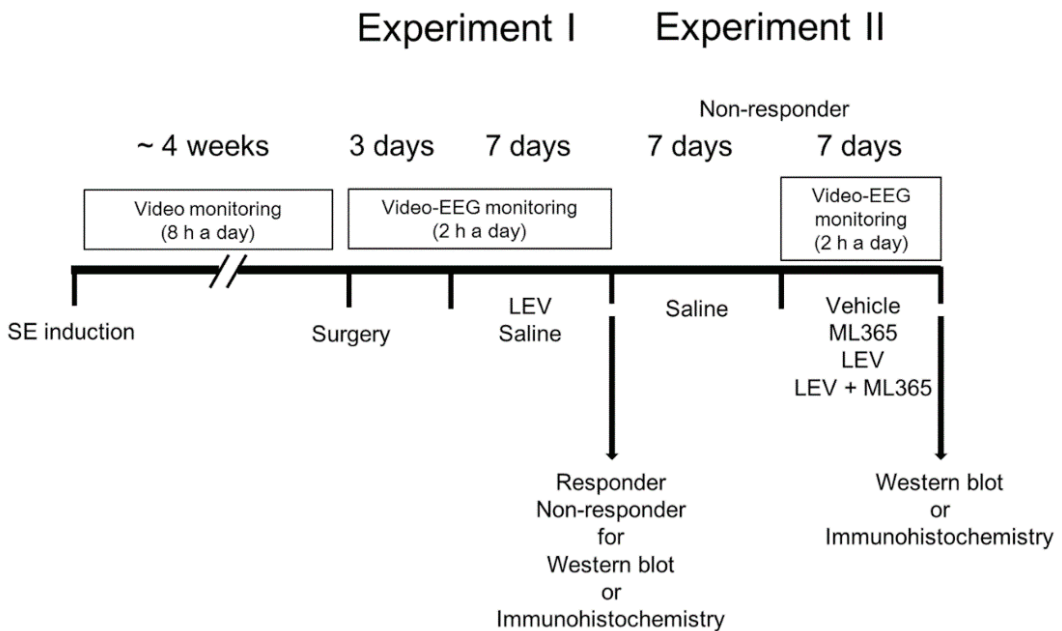 Experiment I
Experiment II
Non-responder
~ 4 weeks
3 days
7 days
7 days
7 days
Video monitoring
(8 h a day)
Video-EEG monitoring
(2 h a day)
Video-EEG
monitoring
(2 h a day)
SE induction
Surgery
LEV
Saline
Saline
Vehicle
ML365
LEV
LEV + ML365
Responder
Non-responder
for
Western blot
or
Immunohistochemistry
Western blot
or
Immunohistochemistry